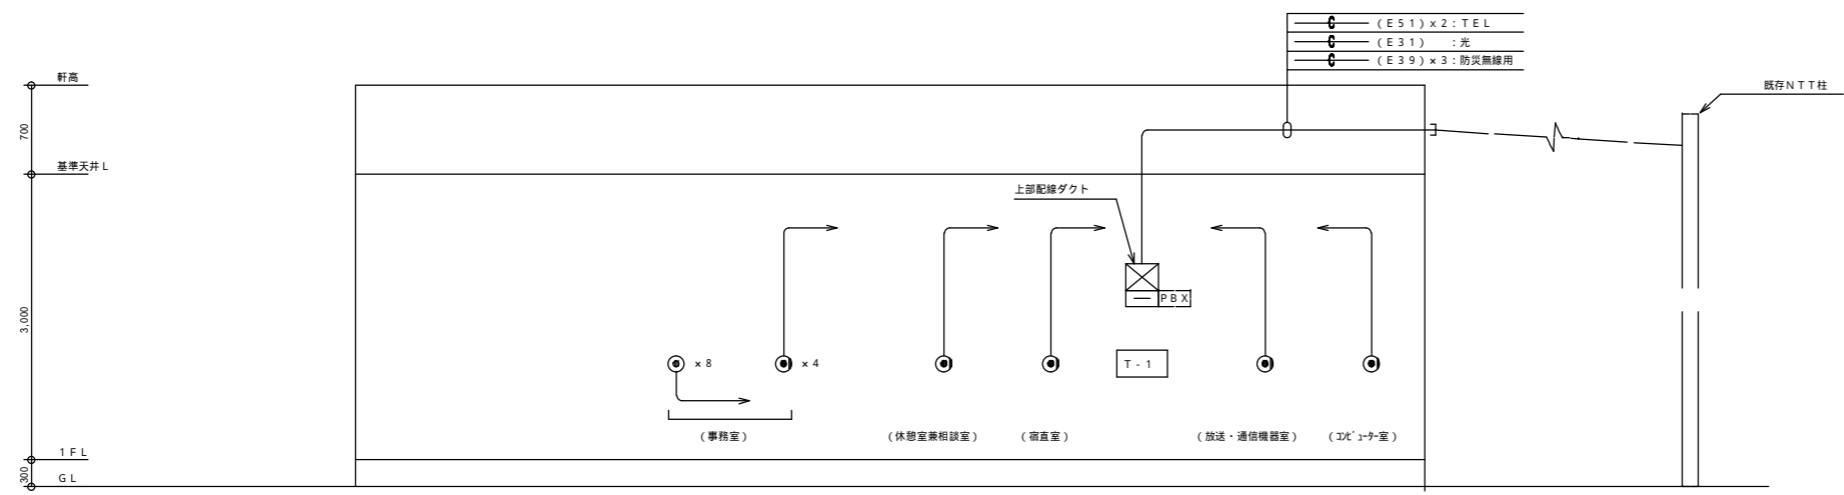 (E51)x2:TEL
(E31) :光
(E39)×3:防災無線用
軒高
既存NTT柱
700
基準天井L
上部配線ダクト
PBX
3,000
×8
×4
T-1
(事務室)
(休憩室兼相談室)
(宿直室)
(放送・通信機器室)
(コンピューター室)
1FL
300
GL